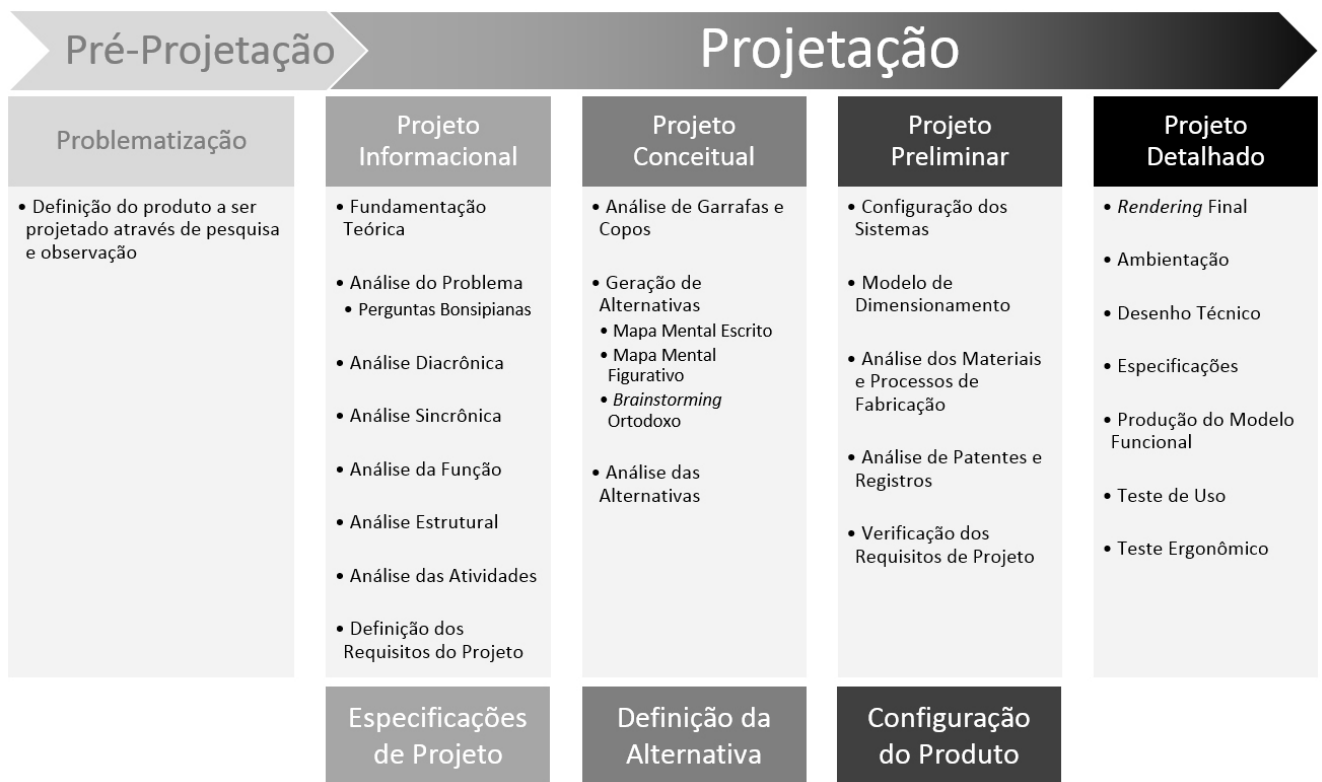 Pré-Projetação
Projetação
Problematização
• Definição do produto a ser
projetado através de pesquisa
e observação
Projeto
Informacional
• Fundamentação
Teórica
• Análise do Problema
• Perguntas Bonsipianas
• Análise Diacrônica
• Análise Sincrônica
• Análise da Função
• Análise Estrutural
• Análise das Atividades
• Definição dos
Requisitos do Projeto
Especificações
de Projeto
Projeto
Conceitual
• Análise de Garrafas e
Copos
• Geração de
Alternativas
• Mapa Mental Escrito
• Mapa Mental
Figurativo
• Brainstorming
Ortodoxo
• Análise das
Alternativas
Definição da
Alternativa
Projeto
Preliminar
• Configuração dos
Sistemas
• Modelo de
Dimensionamento
• Análise dos Materiais
e Processos de
Fabricação
• Análise de Patentes e
Registros
• Verificação dos
Requisitos de Projeto
Configuração
do Produto
Projeto
Detalhado
• Rendering Final
• Ambientação
• Desenho Técnico
• Especificações
• Produção do Modelo
Funcional
• Teste de Uso
• Teste Ergonômico